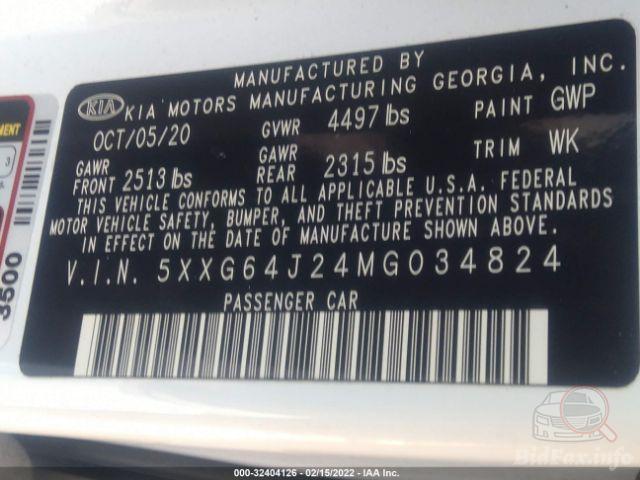 MANUFACTURED BY
KIA KIA MOTORS MANUFACTURING GEORGIA, INC.
OCT/05/20 GVWR 4497 lbs PAINT GWP
GAWR FRONT 2513 lbs GAWR REAR 2315 lbs TRIM WK
THIS VEHICLE CONFORMS TO ALL APPLICABLE U.S.A. FEDERAL
MOTOR VEHICLE SAFETY, BUMPER, AND THEFT PREVENTION STANDARDS
IN EFFECT ON THE DATE OF MANUFACTURE SHOWN ABOVE.
V.I.N. 5XXG64J24MG034824
PASSENGER CAR
3
3500
BidFax.info
000-32404126 - 02/15/2022 - IAA Inc.